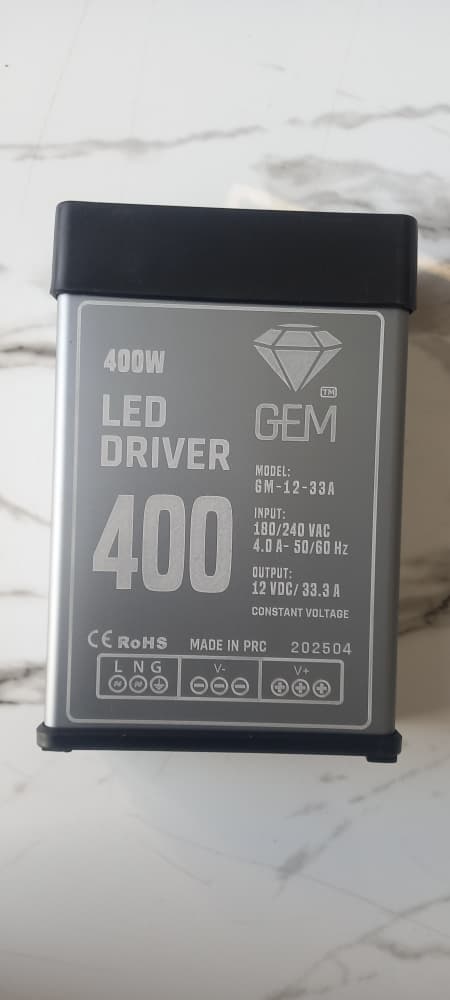 400W
LED
DRIVER
400
TM
GEM
MODEL:
GM-12-33A
INPUT:
180/240 VAC
4.0 A- 50/60 Hz
OUTPUT:
12 VDC/ 33.3 A
CONSTANT VOLTAGE
CE RoHS MADE IN PRC 202504
L N G V- V+